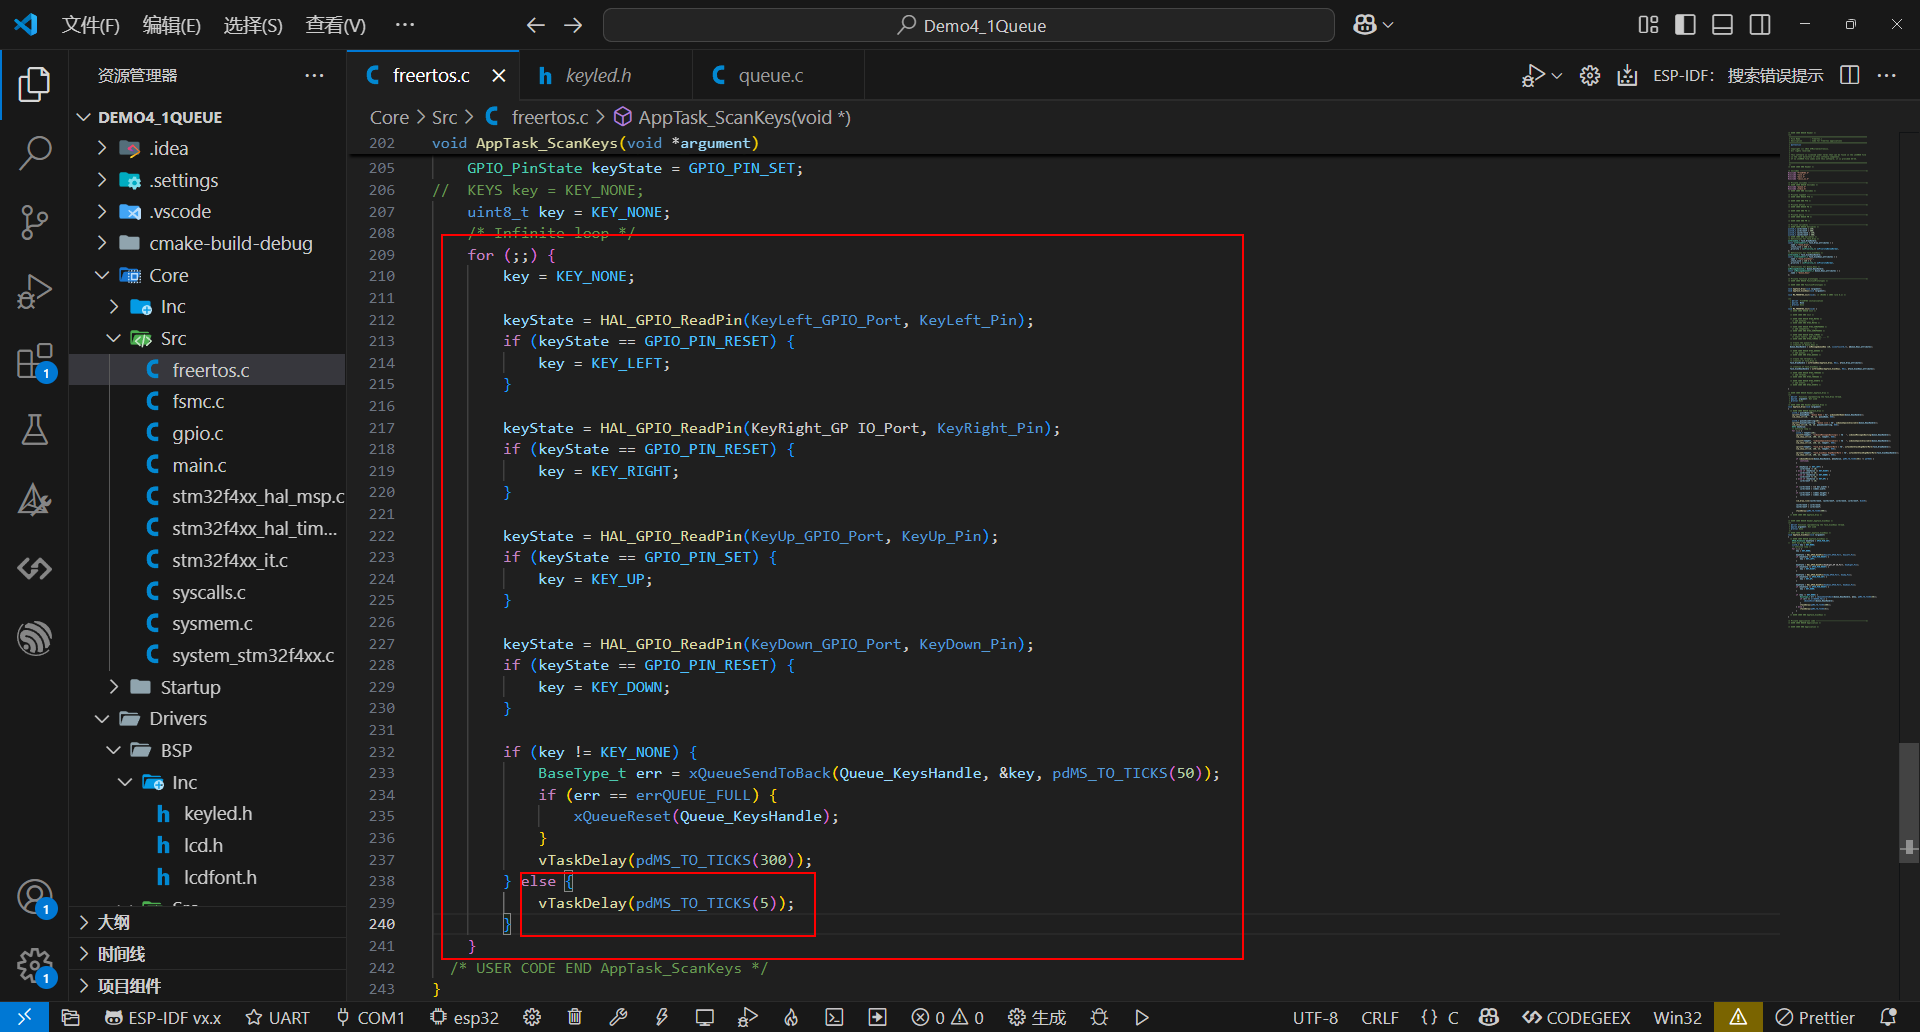 文件(F) 编辑(E) 选择(S) 查看(V) ··· Demo4_1Queue
资源管理器 ···
DEMO4_1QUEUE
.idea
.settings
.vscode
cmake-build-debug
Core
Inc
Src
freertos.c
fsmc.c
gpio.c
main.c
stm32f4xx_hal_msp.c
stm32f4xx_hal_tim...
stm32f4xx_it.c
syscalls.c
sysmem.c
system_stm32f4xx.c
Startup
Drivers
BSP
Inc
keyled.h
lcd.h
lcdfont.h
大纲
时间线
项目组件
1
1
1
freertos.c keyled.h queue.c
ESP-IDF: 搜索错误提示 ···
Core > Src > freertos.c > AppTask_ScanKeys(void *)
202 void AppTask_ScanKeys(void *argument)
205 GPIO_PinState keyState = GPIO_PIN_SET;
206 // KEYS key = KEY_NONE;
207 uint8_t key = KEY_NONE;
208 /* Infinite loop */
209 for (;;) {
210 key = KEY_NONE;
211
212 keyState = HAL_GPIO_ReadPin(KeyLeft_GPIO_Port, KeyLeft_Pin);
213 if (keyState == GPIO_PIN_RESET) {
214 key = KEY_LEFT;
215 }
216
217 keyState = HAL_GPIO_ReadPin(KeyRight_GP IO_Port, KeyRight_Pin);
218 if (keyState == GPIO_PIN_RESET) {
219 key = KEY_RIGHT;
220 }
221
222 keyState = HAL_GPIO_ReadPin(KeyUp_GPIO_Port, KeyUp_Pin);
223 if (keyState == GPIO_PIN_SET) {
224 key = KEY_UP;
225 }
226
227 keyState = HAL_GPIO_ReadPin(KeyDown_GPIO_Port, KeyDown_Pin);
228 if (keyState == GPIO_PIN_RESET) {
229 key = KEY_DOWN;
230 }
231
232 if (key != KEY_NONE) {
233 BaseType_t err = xQueueSendToBack(Queue_KeysHandle, &key, pdMS_TO_TICKS(50));
234 if (err == errQUEUE_FULL) {
235 xQueueReset(Queue_KeysHandle);
236 }
237 vTaskDelay(pdMS_TO_TICKS(300));
238 } else {
239 vTaskDelay(pdMS_TO_TICKS(5));
240 }
241 }
242 /* USER CODE END AppTask_ScanKeys */
243 }
ESP-IDF vx.x UART COM1 esp32 0 0 生成 UTF-8 CRLF {} C CODEGEEX Win32 Prettier